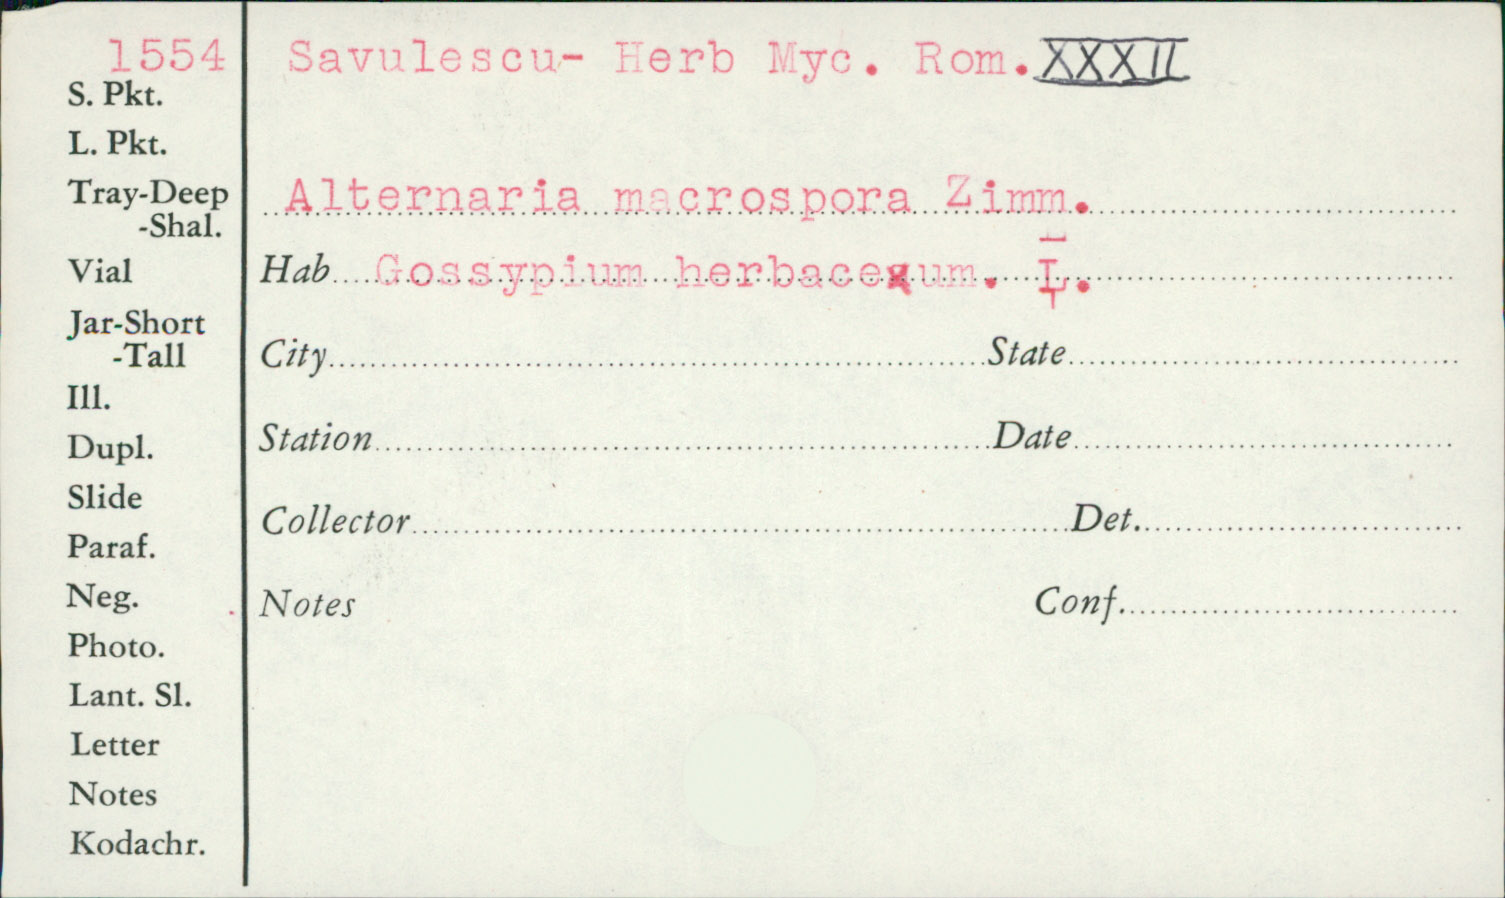 1554 Savulescu- Herb Myc. Rom. XXXII
S. Pkt.
L. Pkt.
Tray-Deep
-Shal.
Alternaria macrospora Zimm.
Vial
Hab Gossypium herbacexum. L.
Jar-Short
-Tall
City State
Ill.
Dupl.
Station Date
Slide
Collector Det.
Paraf.
Neg.
Notes Conf.
Photo.
Lant. Sl.
Letter
Notes
Kodachr.